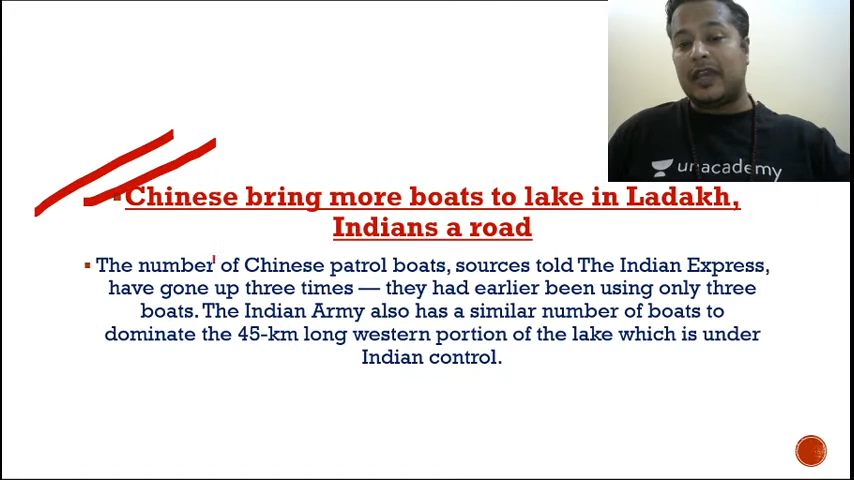 unacademy
Chinese bring more boats to lake in Ladakh,
Indians a road
The number of Chinese patrol boats, sources told The Indian Express,
have gone up three times — they had earlier been using only three
boats. The Indian Army also has a similar number of boats to
dominate the 45-km long western portion of the lake which is under
Indian control.